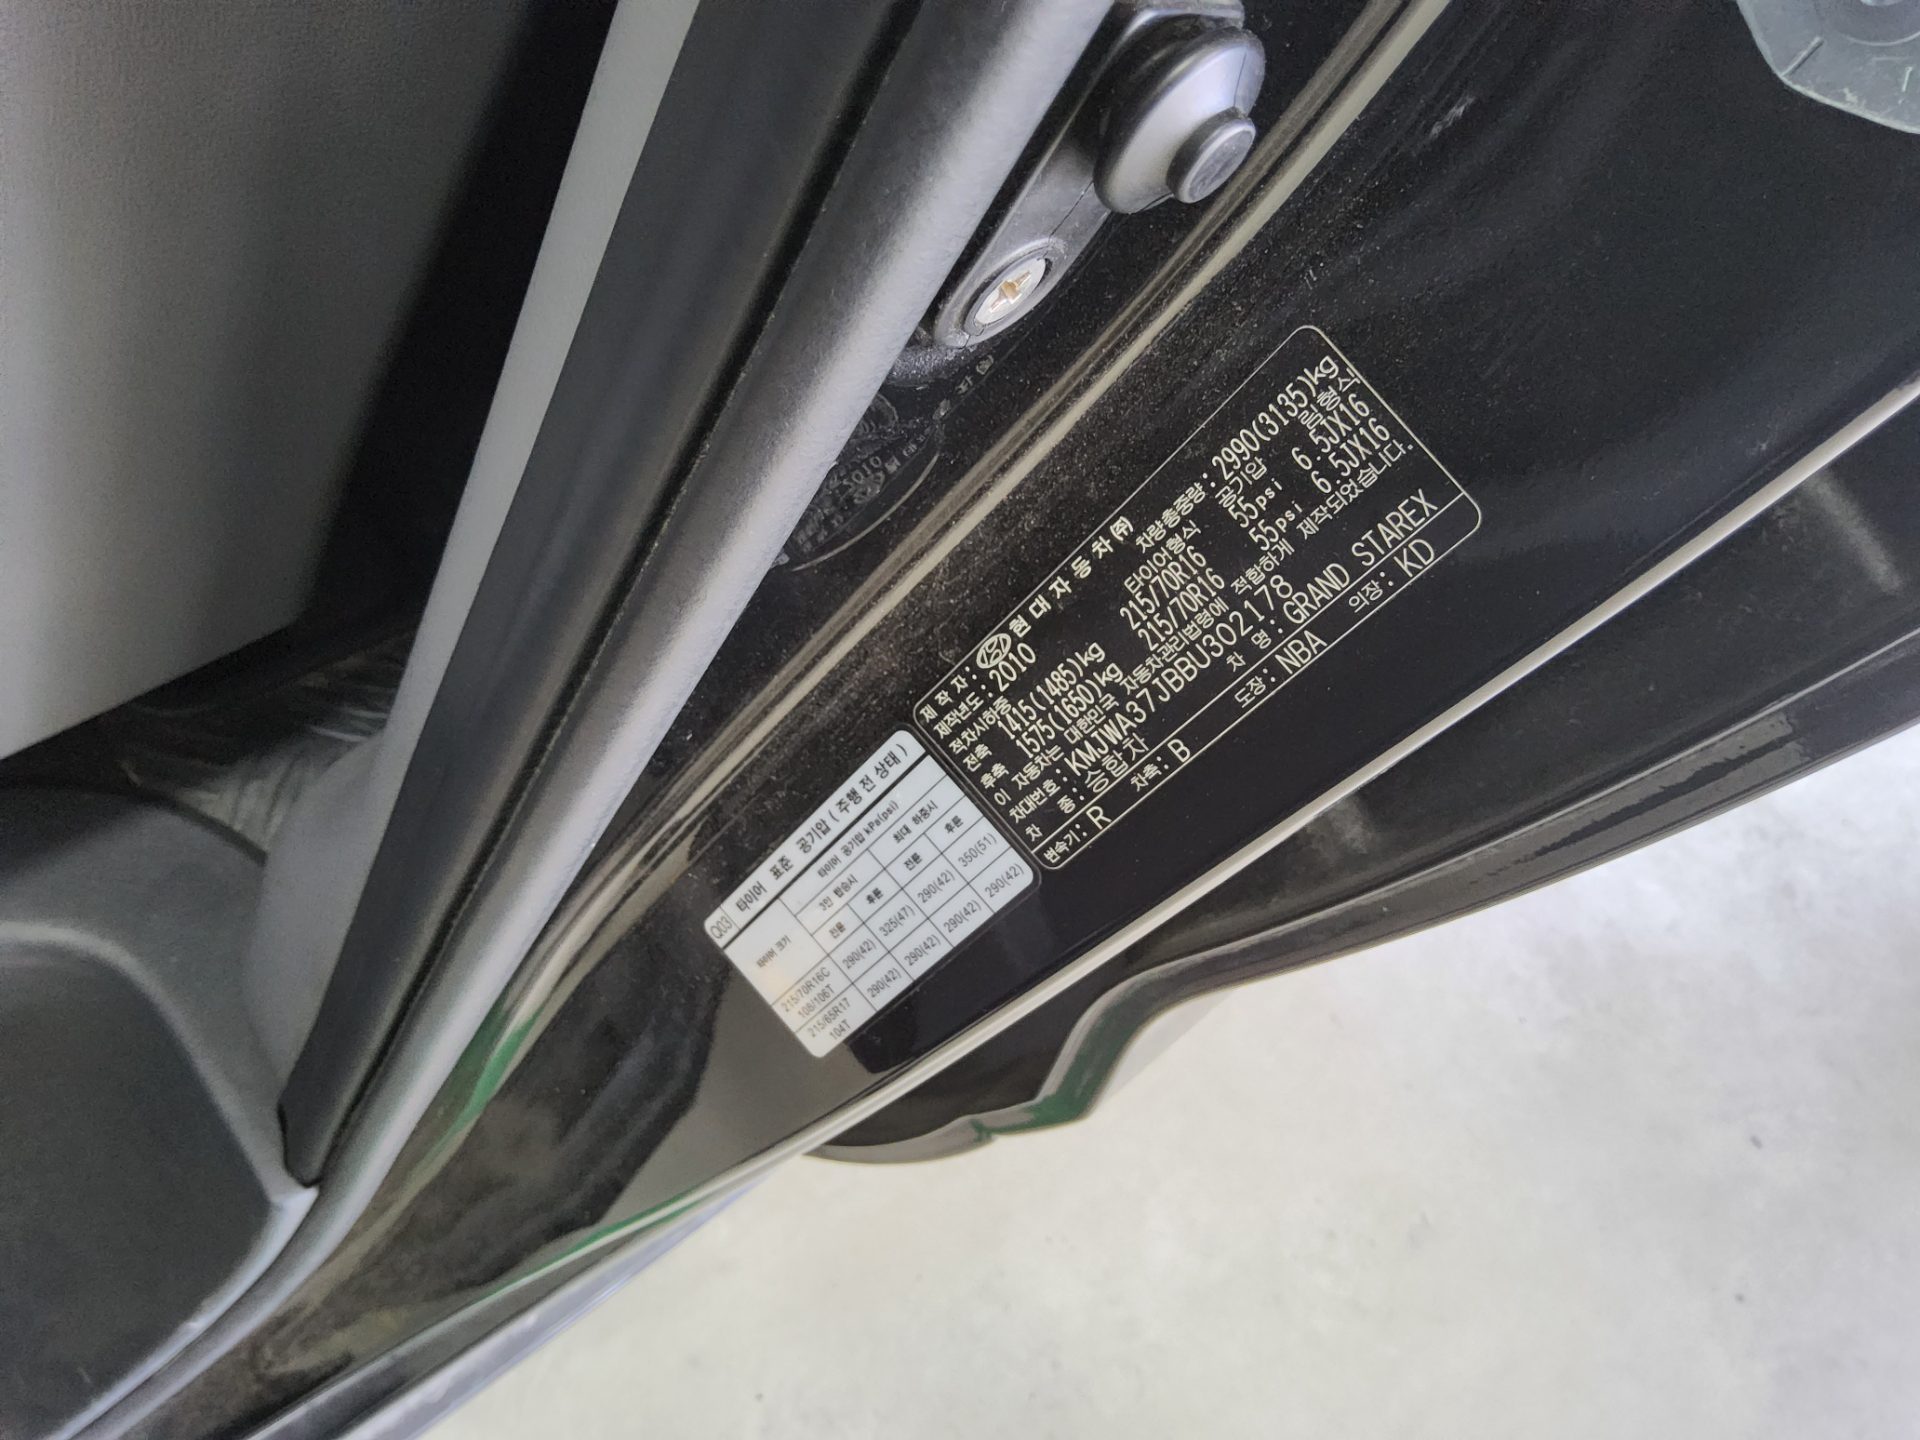 제 작 자 : 현 대 자 동 차 ㈜
제작년도 : 2010 차량총중량 : 2990(3135)kg
적차시하중 타이어형식 공기압 림형식
전축 1415(1485)kg 215/70R16 55psi 6.5JX16
후축 1575(1650)kg 215/70R16 55psi 6.5JX16
이 자동차는 대한민국 자동차관리법령에 적합하게 제작되었습니다.
차대번호 : KMJWA37JBBU302178
차 종 : 승합차 차 명 : GRAND STAREX
변속기 : R 차축 : B 도장 : NBA 의장 : KD
Q03 타이어 표준 공기압 ( 주행 전 상태 )
타이어 크기 타이어 공기압 kPa(psi)
3인 탑승시 최대 하중시
전륜 후륜 전륜 후륜
215/70R16C 108/106T 290(42) 325(47) 290(42) 350(51)
215/65R17 104T 290(42) 290(42) 290(42) 290(42)